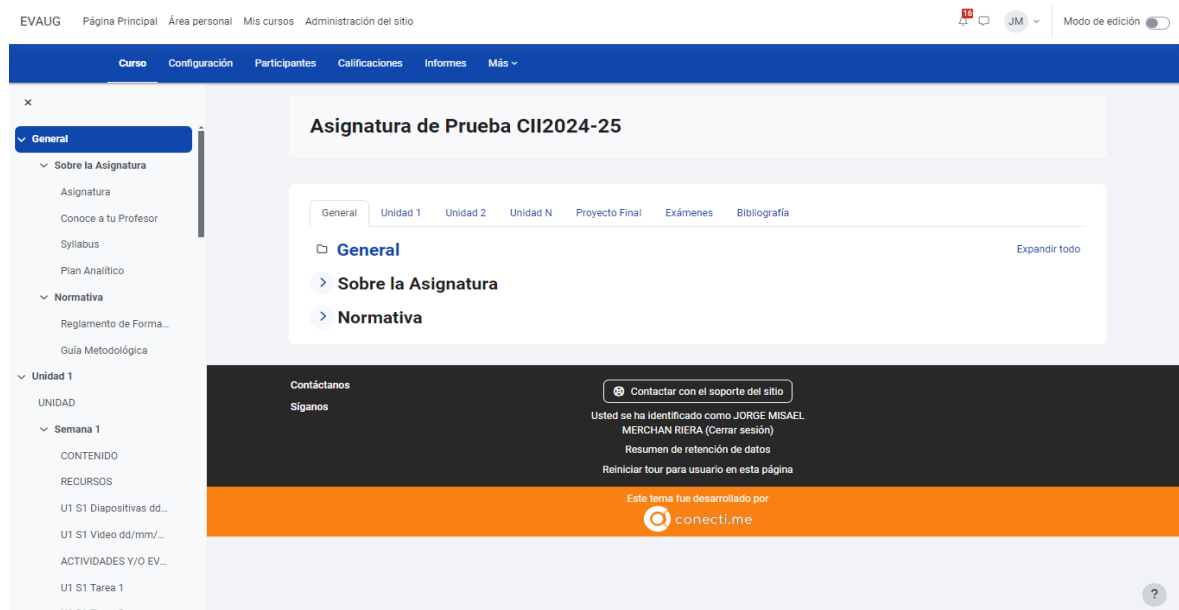 EVAUG Página Principal Área personal Mis cursos Administración del sitio 16 JM Modo de edición
Curso Configuración Participantes Calificaciones Informes Más
General
Sobre la Asignatura
Asignatura
Conoce a tu Profesor
Syllabus
Plan Analítico
Normativa
Reglamento de Forma...
Guía Metodológica
Unidad 1
UNIDAD
Semana 1
CONTENIDO
RECURSOS
U1 S1 Diapositivas dd...
U1 S1 Video dd/mm/...
ACTIVIDADES Y/O EV...
U1 S1 Tarea 1
Asignatura de Prueba CII2024-25
General Unidad 1 Unidad 2 Unidad N Proyecto Final Exámenes Bibliografía
General Expandir todo
Sobre la Asignatura
Normativa
Contáctanos
Síganos
Contactar con el soporte del sitio
Usted se ha identificado como JORGE MISAEL
MERCHAN RIERA (Cerrar sesión)
Resumen de retención de datos
Reiniciar tour para usuario en esta página
Este tema fue desarrollado por
conecti.me
?